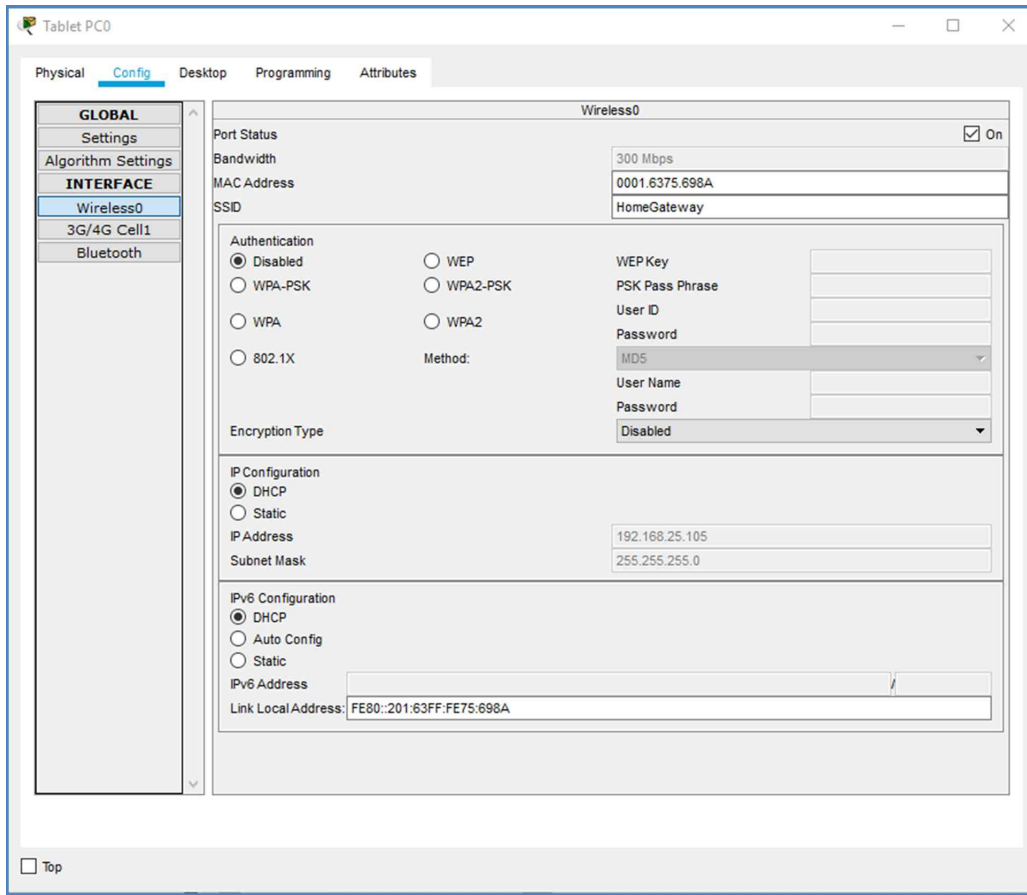 Tablet PC0
Physical Config Desktop Programming Attributes
GLOBAL
Settings
Algorithm Settings
INTERFACE
Wireless0
3G/4G Cell1
Bluetooth
Wireless0
Port Status On
Bandwidth 300 Mbps
MAC Address 0001.6375.698A
SSID HomeGateway
Authentication
Disabled WEP WEP Key
WPA-PSK WPA2-PSK PSK Pass Phrase
User ID
WPA WPA2
Password
802.1X Method: MD5
User Name
Password
Encryption Type Disabled
IP Configuration
DHCP
Static
IP Address 192.168.25.105
Subnet Mask 255.255.255.0
IPv6 Configuration
DHCP
Auto Config
Static
IPv6 Address /
Link Local Address: FE80::201:63FF:FE75:698A
Top